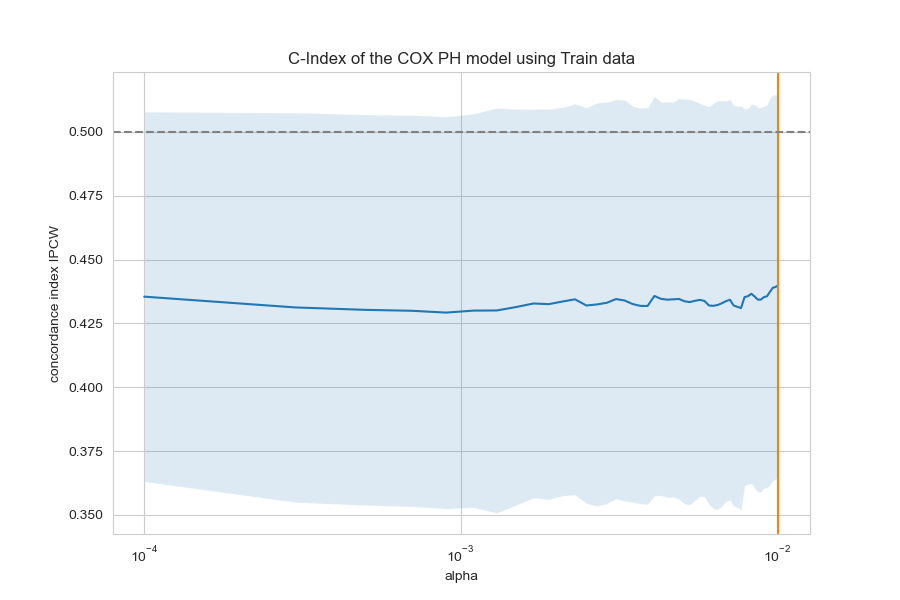 C-Index of the COX PH model using Train data
concordance index IPCW
0.500
0.475
0.450
0.425
0.400
0.375
0.350
10⁻⁴ 10⁻³ 10⁻²
alpha